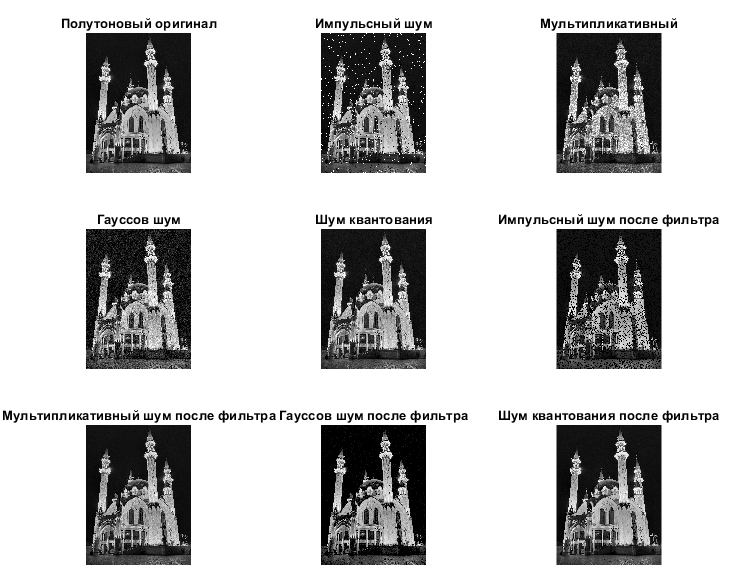 Полутоновый оригинал
Импульсный шум
Мультипликативный
Гауссов шум
Шум квантования
Импульсный шум после фильтра
Мультипликативный шум после фильтра
Гауссов шум после фильтра
Шум квантования после фильтра